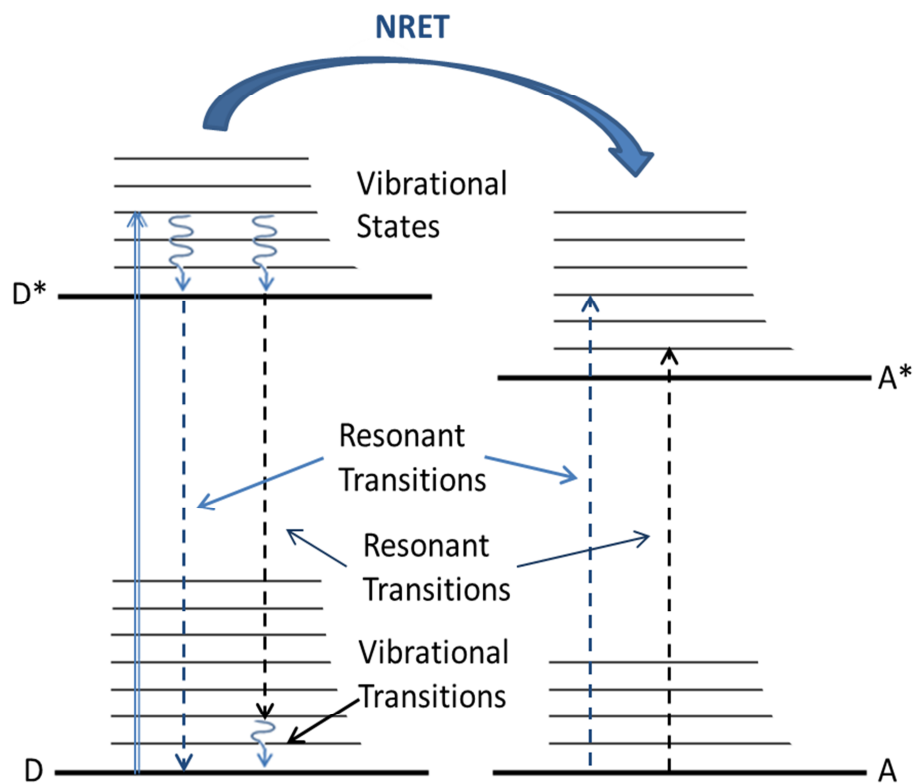 NRET
Vibrational
States
D*
A*
Resonant
Transitions
Resonant
Transitions
Vibrational
Transitions
D
A